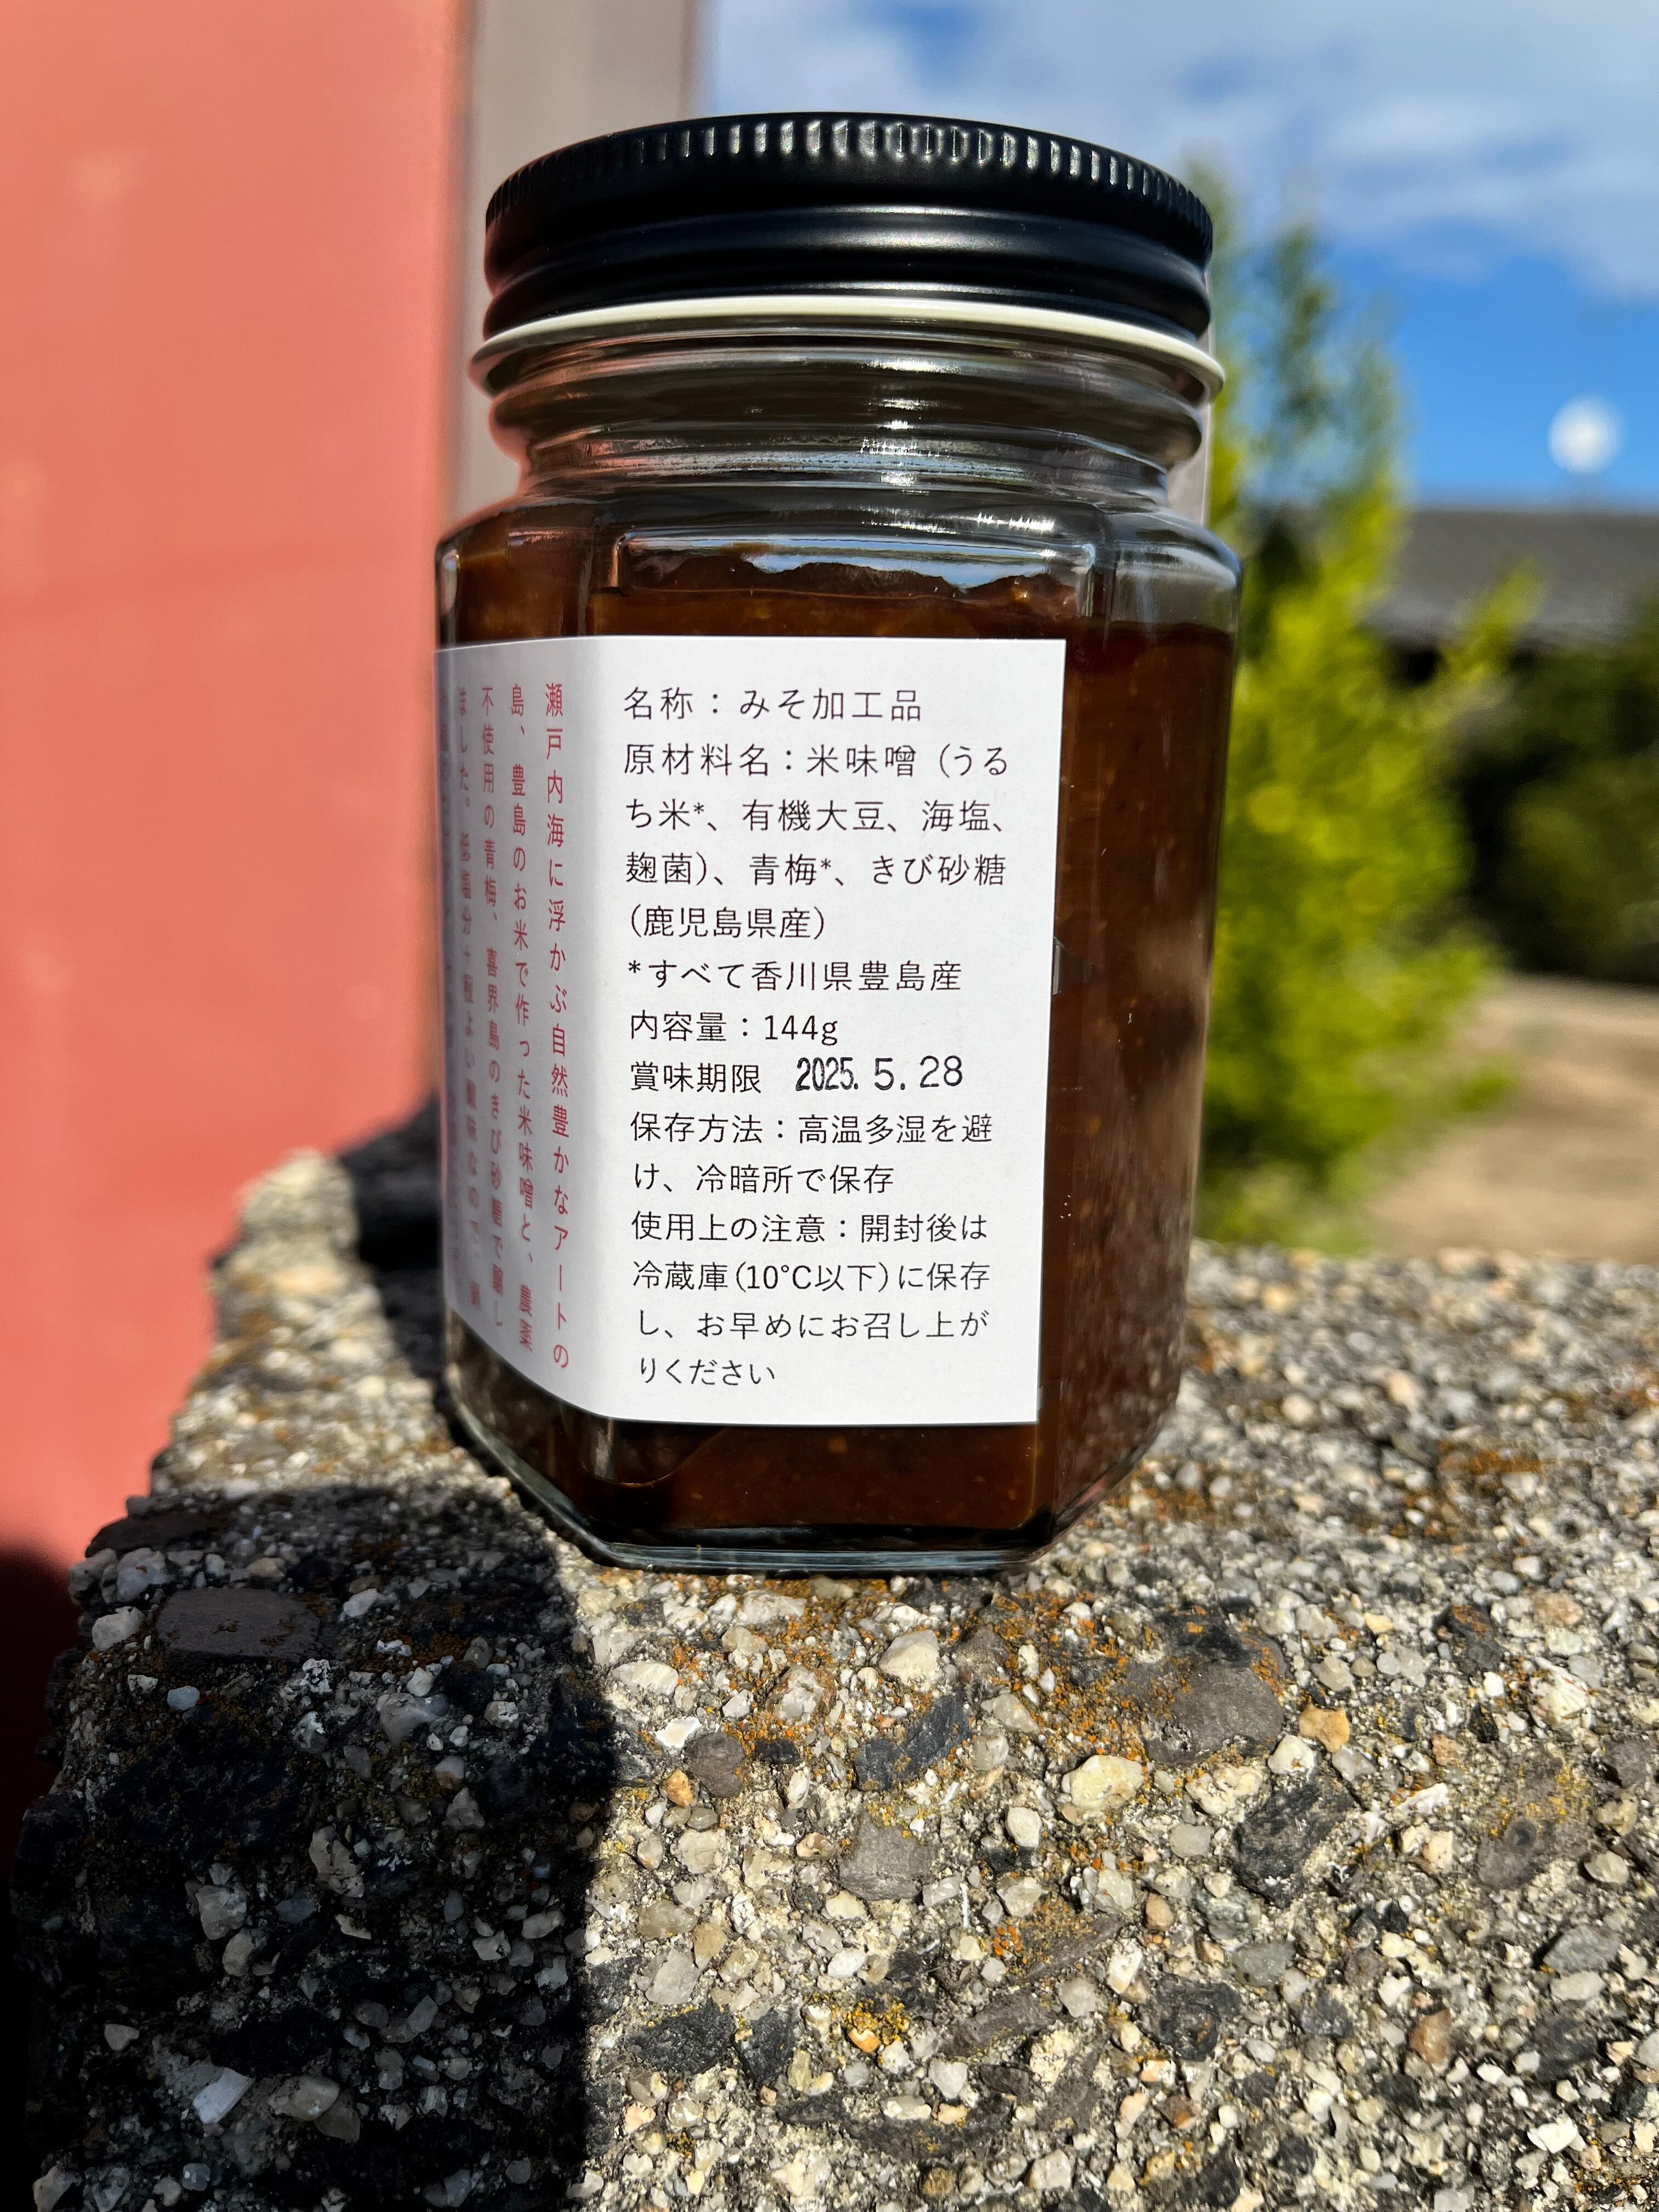 名称：みそ加工品
原材料名：米味噌（うる
ち米*、有機大豆、海塩、
麹菌）、青梅*、きび砂糖
（鹿児島県産）
*すべて香川県豊島産
内容量：144g
賞味期限 2025. 5. 28
保存方法：高温多湿を避
け、冷暗所で保存
使用上の注意：開封後は
冷蔵庫（10°C以下）に保存
し、お早めにお召し上が
りください
瀬戸内海に浮かぶ自然豊かなアートの
島、豊島のお米で作った米味噌と、農薬
不使用の青梅、喜界島のきび砂糖で醸し
ました。